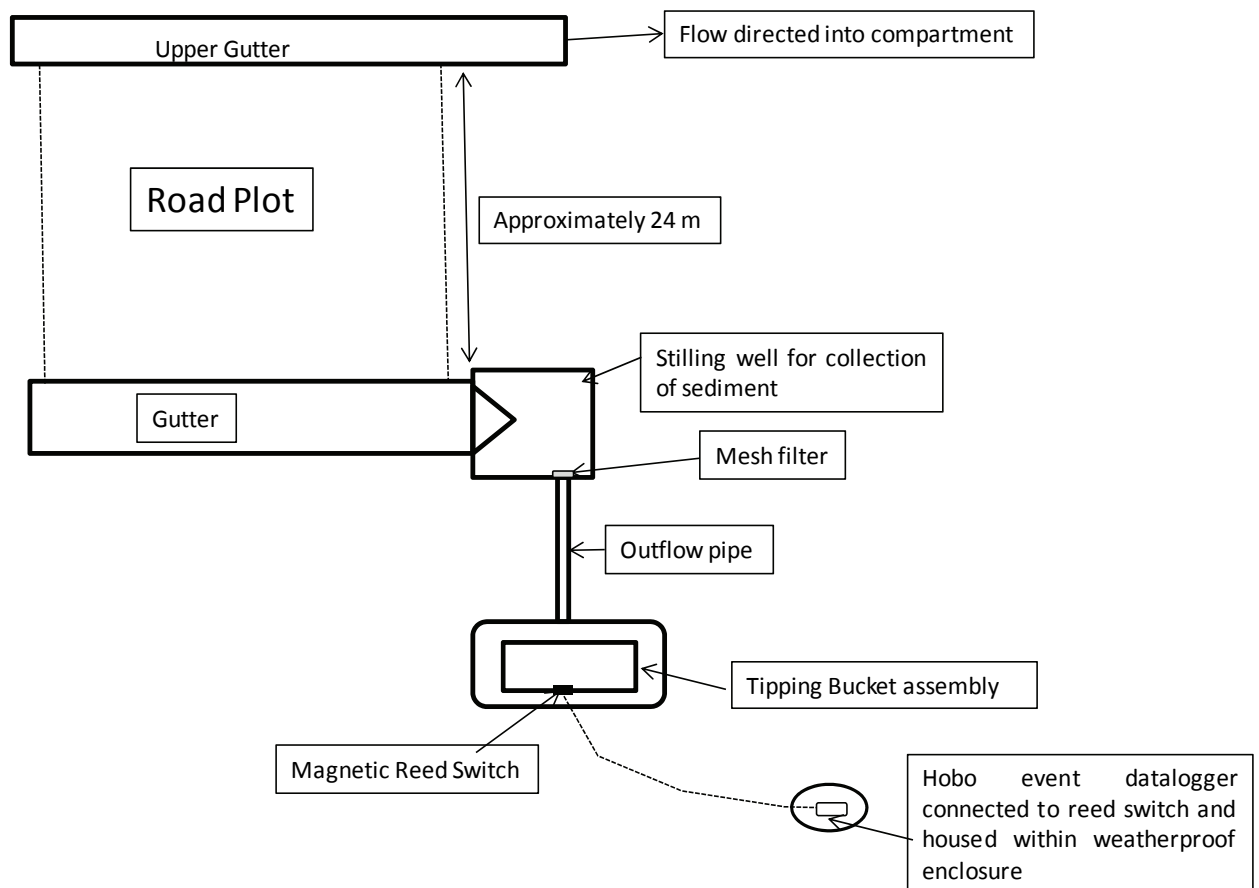 Upper Gutter
Flow directed into compartment
Road Plot
Approximately 24 m
Stilling well for collection
of sediment
Gutter
Mesh filter
Outflow pipe
Tipping Bucket assembly
Magnetic Reed Switch
Hobo event datalogger
connected to reed switch and
housed within weatherproof
enclosure